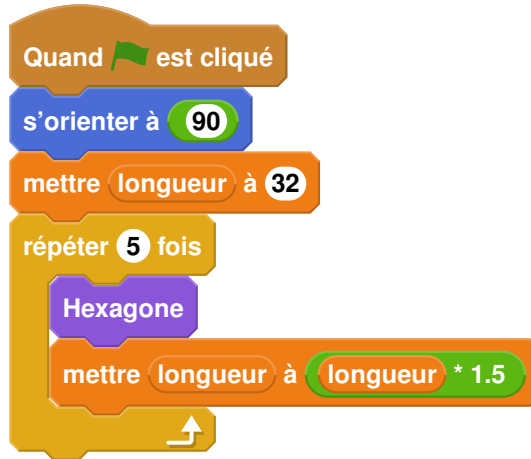 Quand est cliqué
s'orienter à 90
mettre longueur à 32
répéter 5 fois
Hexagone
mettre longueur à longueur * 1.5